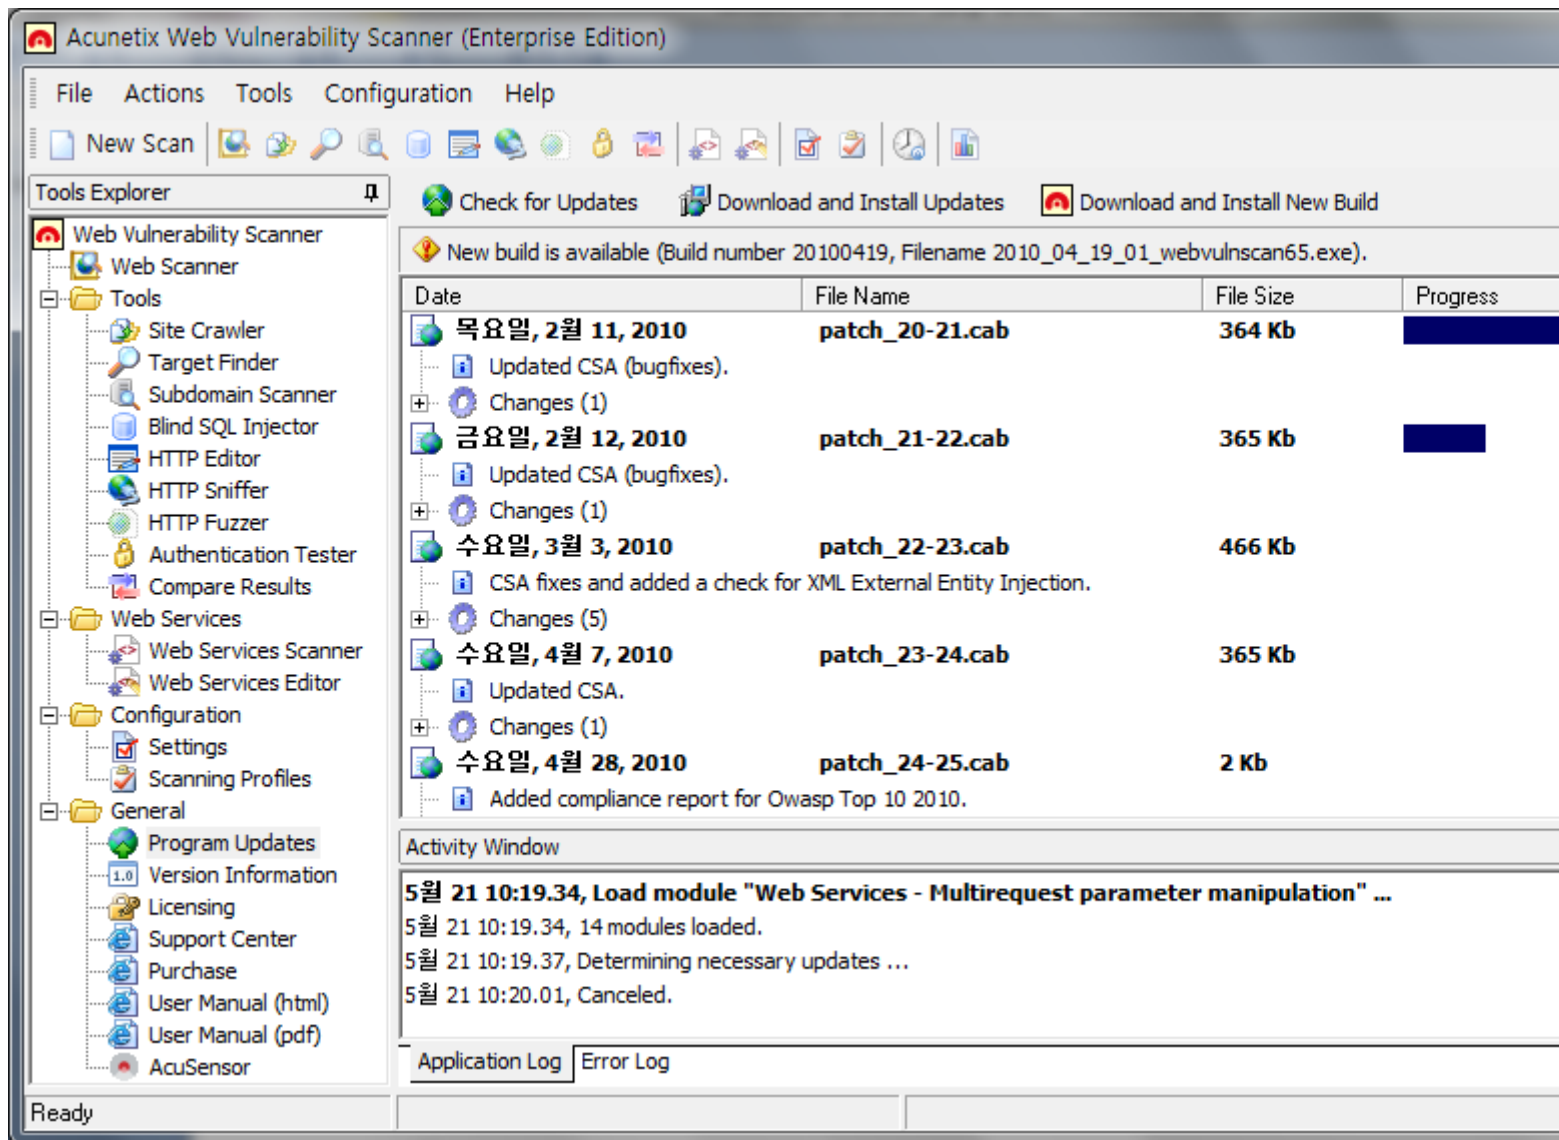 Acunetix Web Vulnerability Scanner (Enterprise Edition)
File Actions Tools Configuration Help
New Scan
Tools Explorer
Web Vulnerability Scanner
Web Scanner
Tools
Site Crawler
Target Finder
Subdomain Scanner
Blind SQL Injector
HTTP Editor
HTTP Sniffer
HTTP Fuzzer
Authentication Tester
Compare Results
Web Services
Web Services Scanner
Web Services Editor
Configuration
Settings
Scanning Profiles
General
Program Updates
1.0 Version Information
Licensing
Support Center
Purchase
User Manual (html)
User Manual (pdf)
AcuSensor
Check for Updates Download and Install Updates Download and Install New Build
New build is available (Build number 20100419, Filename 2010_04_19_01_webvulnscan65.exe).
Date File Name File Size Progress
목요일, 2월 11, 2010 patch_20-21.cab 364 Kb
Updated CSA (bugfixes).
Changes (1)
금요일, 2월 12, 2010 patch_21-22.cab 365 Kb
Updated CSA (bugfixes).
Changes (1)
수요일, 3월 3, 2010 patch_22-23.cab 466 Kb
CSA fixes and added a check for XML External Entity Injection.
Changes (5)
수요일, 4월 7, 2010 patch_23-24.cab 365 Kb
Updated CSA.
Changes (1)
수요일, 4월 28, 2010 patch_24-25.cab 2 Kb
Added compliance report for Owasp Top 10 2010.
Activity Window
5월 21 10:19.34, Load module "Web Services - Multirequest parameter manipulation" ...
5월 21 10:19.34, 14 modules loaded.
5월 21 10:19.37, Determining necessary updates ...
5월 21 10:20.01, Canceled.
Application Log Error Log
Ready